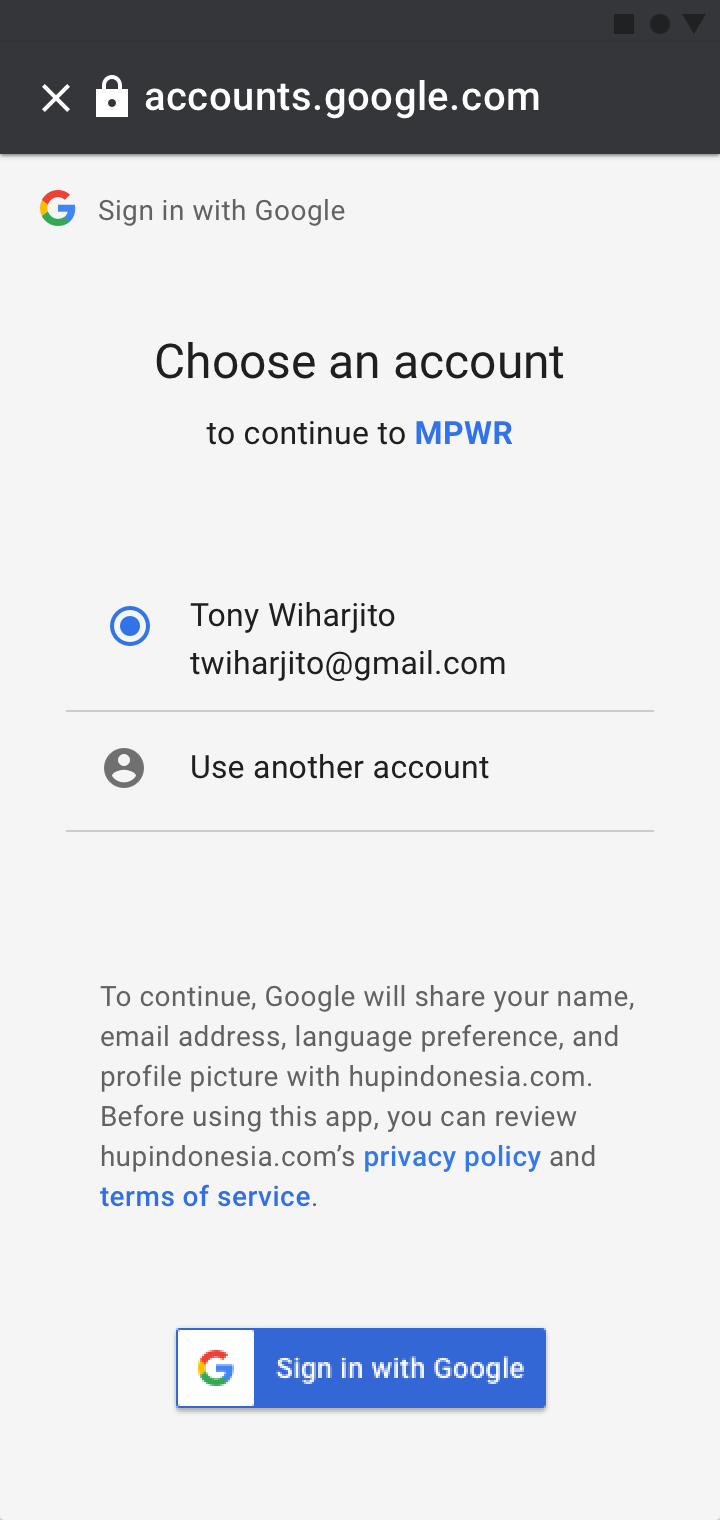 accounts.google.com
Sign in with Google
Choose an account
to continue to MPWR
Tony Wiharjito
twiharjito@gmail.com
Use another account
To continue, Google will share your name,
email address, language preference, and
profile picture with hupindonesia.com.
Before using this app, you can review
hupindonesia.com’s privacy policy and
terms of service.
Sign in with Google